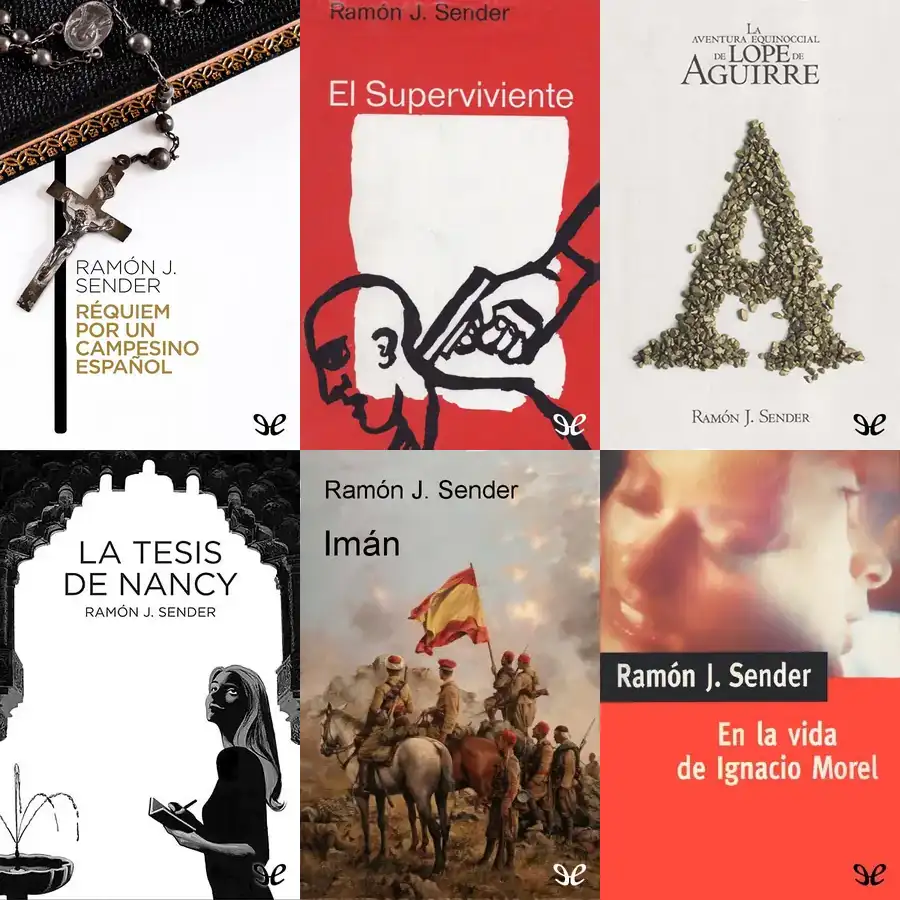 RAMÓN J.
SENDER
RÉQUIEM
POR UN
CAMPESINO
ESPAÑOL
Ramón J. Sender
El Superviviente
LA
AVENTURA EQUINOCCIAL
DE LOPE DE
AGUIRRE
A
RAMÓN J. SENDER
LA TESIS
DE NANCY
RAMÓN J. SENDER
Ramón J. Sender
Imán
Ramón J. Sender
En la vida
de Ignacio Morel